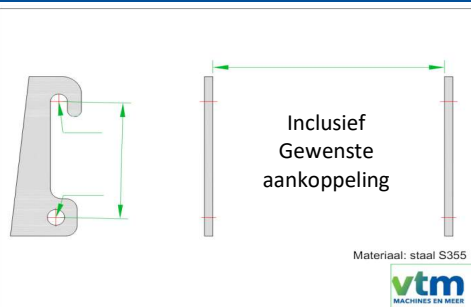 Inclusief
Gewenste
aankoppeling
Materiaal: staal S355
vtm
MACHINES EN MEER